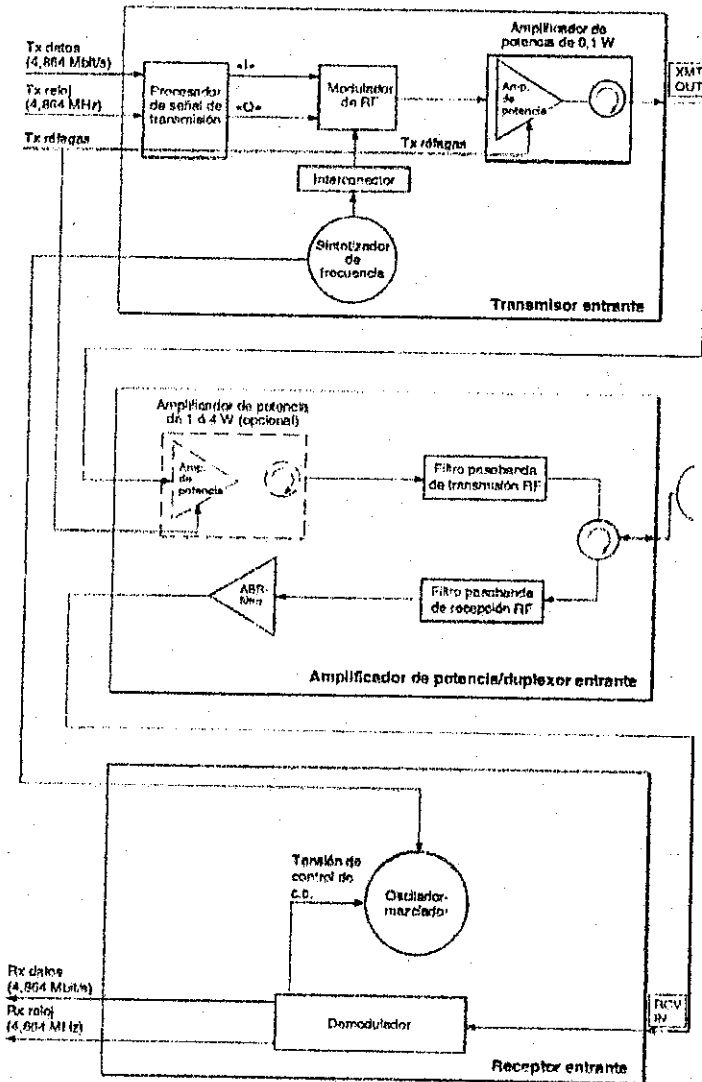 Amplificador de
potencia de 0,1 W
Tx datos
(4,864 Mbit/s)
Tx reloj
(4,864 MHz)
Tx ráfagas
Procesador
de señal de
transmisión
«I»
«Q»
Modulador
de RF
Tx ráfagas
Amp.
de
potencia
XMT
OUT
Interconector
Sintetizador
de
frecuencia
Transmisor entrante
Amplificador de potencia
de 1 ó 4 W (opcional)
Amp.
de
potencia
Filtro pasobanda
de transmisión RF
ABR
Filtro pasobanda
de recepción RF
Amplificador de potencia/duplexor entrante
Tensión de
control de
c.c.
Oscilador-
mezclador
Rx datos
(4,864 Mbit/s)
Rx reloj
(4,864 MHz)
Demodulador
RCV
IN
Receptor entrante